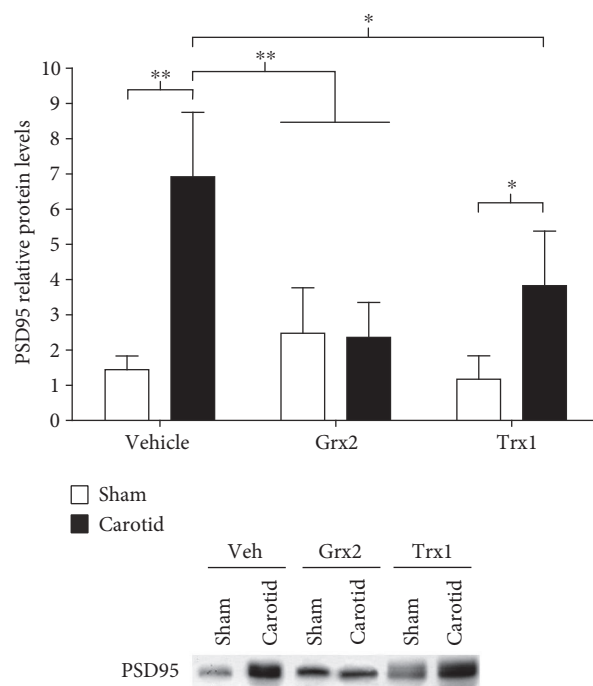 *
**
**
*
PSD95 relative protein levels
10
9
8
7
6
5
4
3
2
1
0
Vehicle Grx2 Trx1
Sham
Carotid
Veh Grx2 Trx1
Sham Carotid Sham Carotid Sham Carotid
PSD95